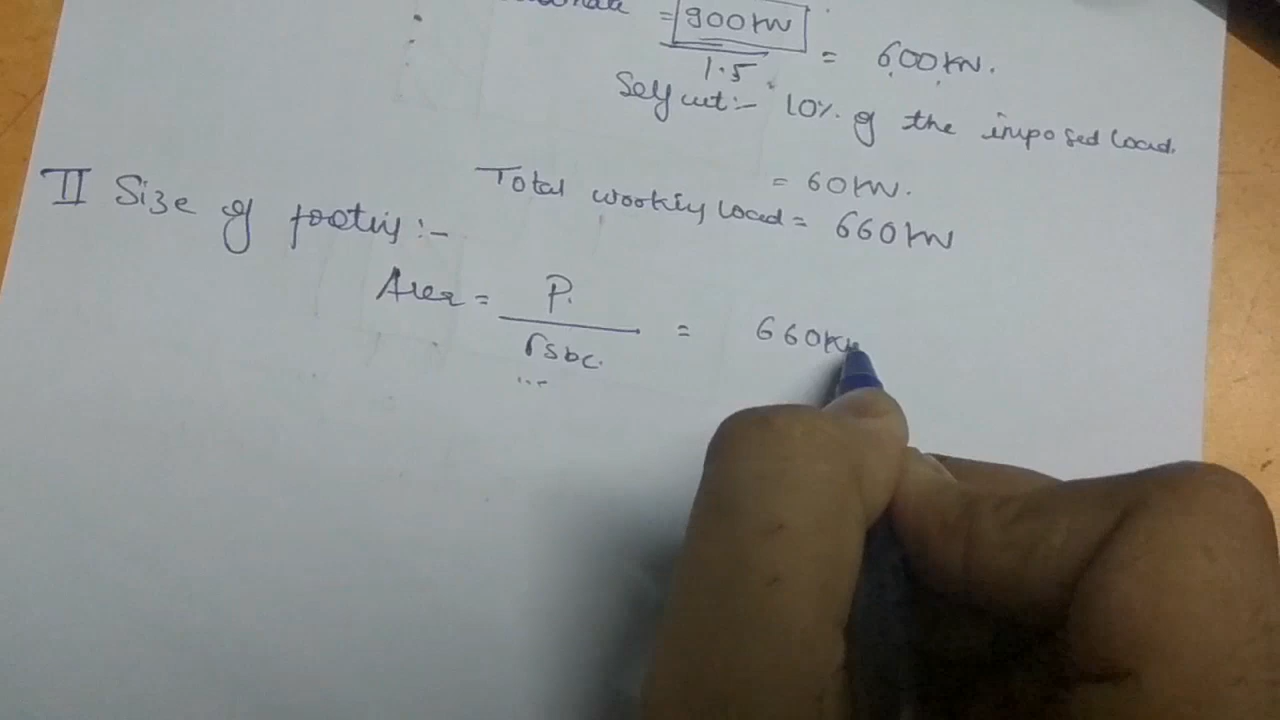 = 900KN
1.5 = 600KN.
Self wt:- 10% of the imposed load.
= 60KN.
Total working load = 660KN
II Size of footing :-
Area = P. = 660KN
rsbc.